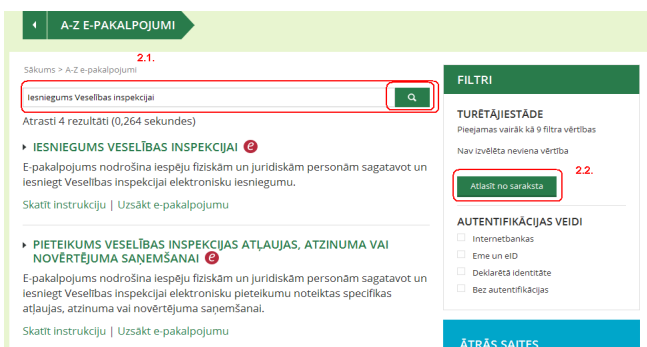 A-Z E-PAKALPOJUMI
2.1.
Sākums > A-Z e-pakalpojumi
Iesniegums Veselības inspekcijai
Atrasti 4 rezultāti (0,264 sekundes)
IESNIEGUMS VESELĪBAS INSPEKCIJAI e
E-pakalpojums nodrošina iespēju fiziskām un juridiskām personām sagatavot un
iesniegt Veselības inspekcijai elektronisku iesniegumu.
Skatīt instrukciju | Uzsākt e-pakalpojumu
PIETEIKUMS VESELĪBAS INSPEKCIJAS ATĻAUJAS, ATZINUMA VAI
NOVĒRTĒJUMA SAŅEMŠANAI e
E-pakalpojums nodrošina iespēju fiziskām un juridiskām personām sagatavot un
iesniegt Veselības inspekcijai elektronisku pieteikumu noteiktas specifikas
atļaujas, atzinuma vai novērtējuma saņemšanai.
Skatīt instrukciju | Uzsākt e-pakalpojumu
FILTRI
TURĒTĀJIESTĀDE
Pieejamas vairāk kā 9 filtra vērtības
Nav izvēlēta neviena vērtība
2.2.
Atlasīt no saraksta
AUTENTIFIKĀCIJAS VEIDI
Internetbankas
Eme un eID
Deklarētā identitāte
Bez autentifikācijas
ĀTRĀS SAITES